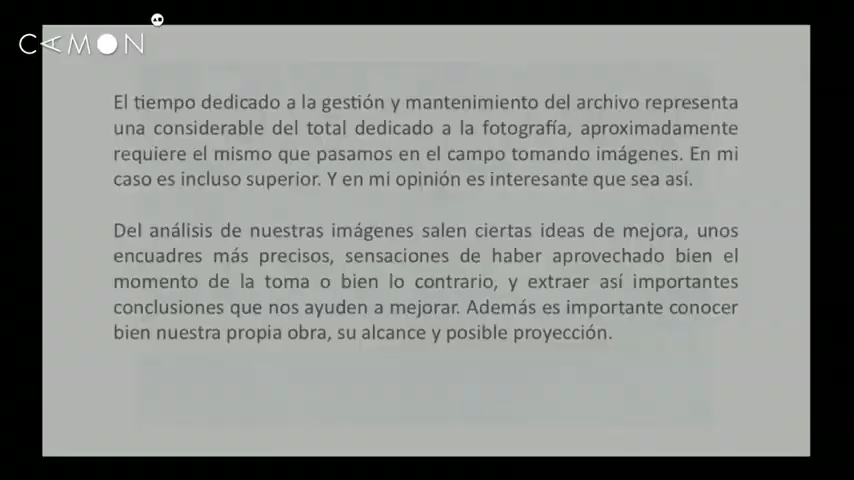 CAMON
El tiempo dedicado a la gestión y mantenimiento del archivo representa
una considerable del total dedicado a la fotografía, aproximadamente
requiere el mismo que pasamos en el campo tomando imágenes. En mi
caso es incluso superior. Y en mi opinión es interesante que sea así.
Del análisis de nuestras imágenes salen ciertas ideas de mejora, unos
encuadres más precisos, sensaciones de haber aprovechado bien el
momento de la toma o bien lo contrario, y extraer así importantes
conclusiones que nos ayuden a mejorar. Además es importante conocer
bien nuestra propia obra, su alcance y posible proyección.